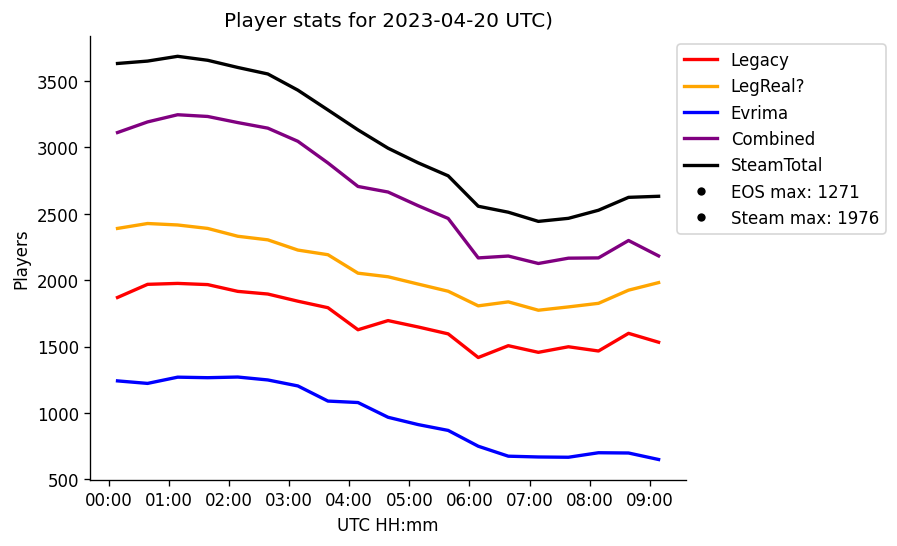 Player stats for 2023-04-20 UTC)
Players
3500
3000
2500
2000
1500
1000
500
00:00 01:00 02:00 03:00 04:00 05:00 06:00 07:00 08:00 09:00
UTC HH:mm
Legacy
LegReal?
Evrima
Combined
SteamTotal
EOS max: 1271
Steam max: 1976